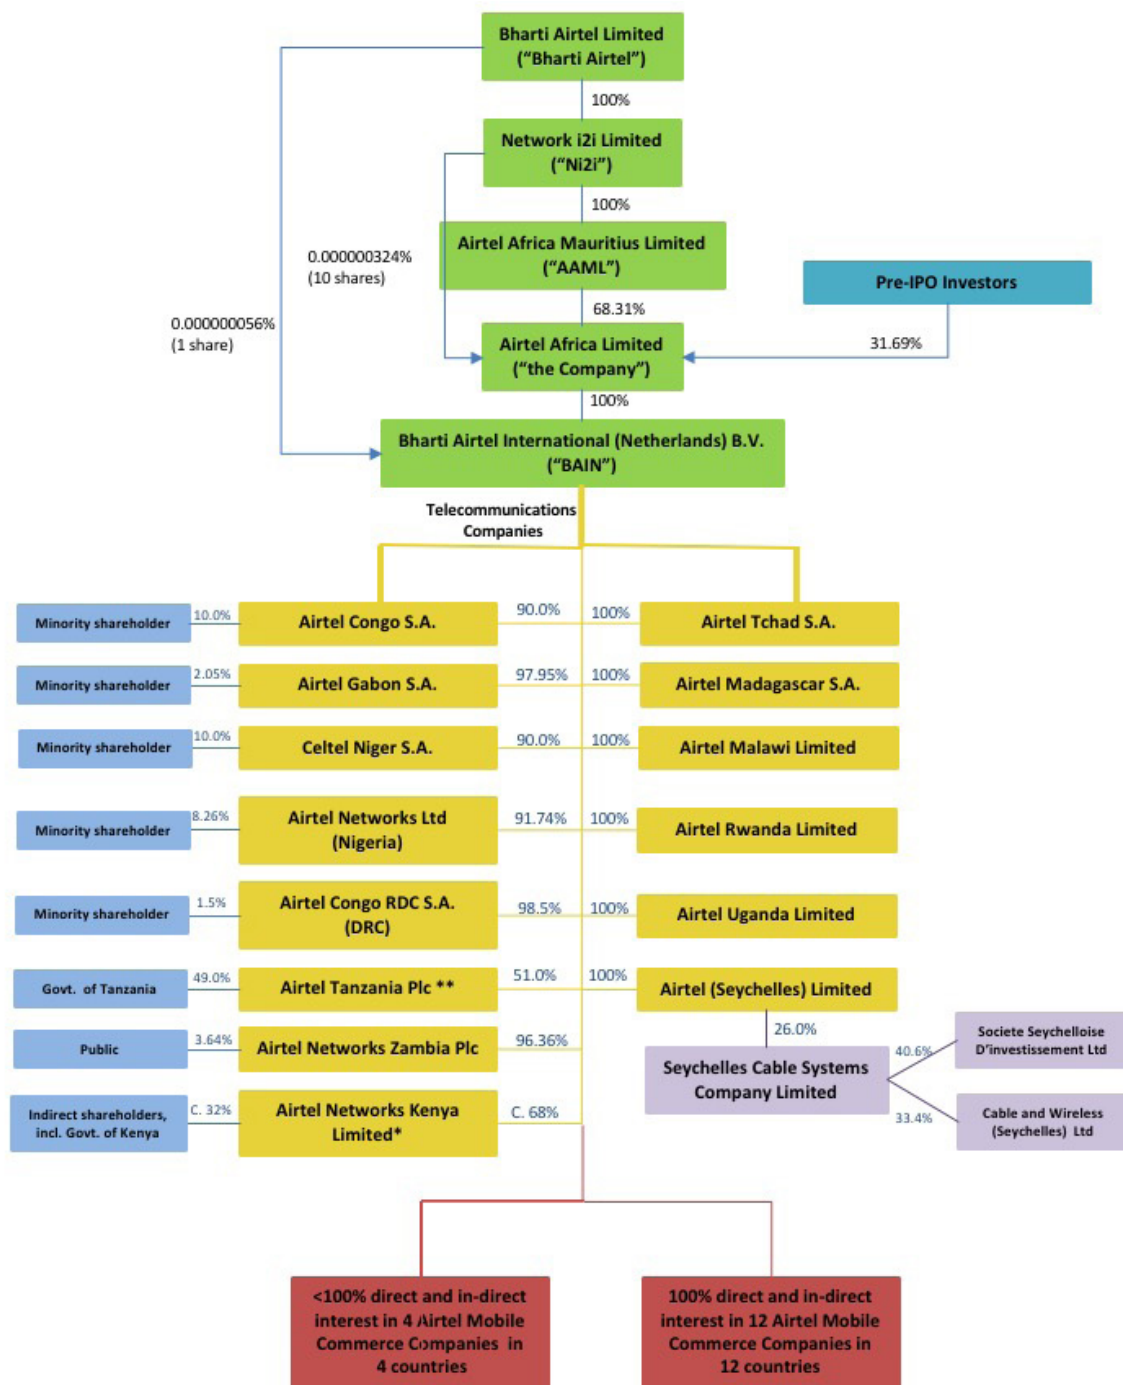 Bharti Airtel Limited
(“Bharti Airtel”)
100%
Network i2i Limited
(“Ni2i”)
100%
0.000000324%
(10 shares)
Airtel Africa Mauritius Limited
(“AAML”)
Pre-IPO Investors
68.31%
0.000000056%
(1 share)
Airtel Africa Limited
(“the Company”)
31.69%
100%
Bharti Airtel International (Netherlands) B.V.
(“BAIN”)
Telecommunications
Companies
Minority shareholder
10.0%
Airtel Congo S.A.
90.0%
100%
Airtel Tchad S.A.
Minority shareholder
2.05%
Airtel Gabon S.A.
97.95%
100%
Airtel Madagascar S.A.
Minority shareholder
10.0%
Celtel Niger S.A.
90.0%
100%
Airtel Malawi Limited
Minority shareholder
8.26%
Airtel Networks Ltd
(Nigeria)
91.74%
100%
Airtel Rwanda Limited
Minority shareholder
1.5%
Airtel Congo RDC S.A.
(DRC)
98.5%
100%
Airtel Uganda Limited
Govt. of Tanzania
49.0%
Airtel Tanzania Plc **
51.0%
100%
Airtel (Seychelles) Limited
26.0%
Public
3.64%
Airtel Networks Zambia Plc
96.36%
Seychelles Cable Systems
Company Limited
40.6%
Societe Seychelloise
D’investissement Ltd
33.4%
Cable and Wireless
(Seychelles) Ltd
Indirect shareholders,
incl. Govt. of Kenya
C. 32%
Airtel Networks Kenya
Limited*
C. 68%
<100% direct and in-direct
interest in 4 Airtel Mobile
Commerce Companies in
4 countries
100% direct and in-direct
interest in 12 Airtel Mobile
Commerce Companies in
12 countries